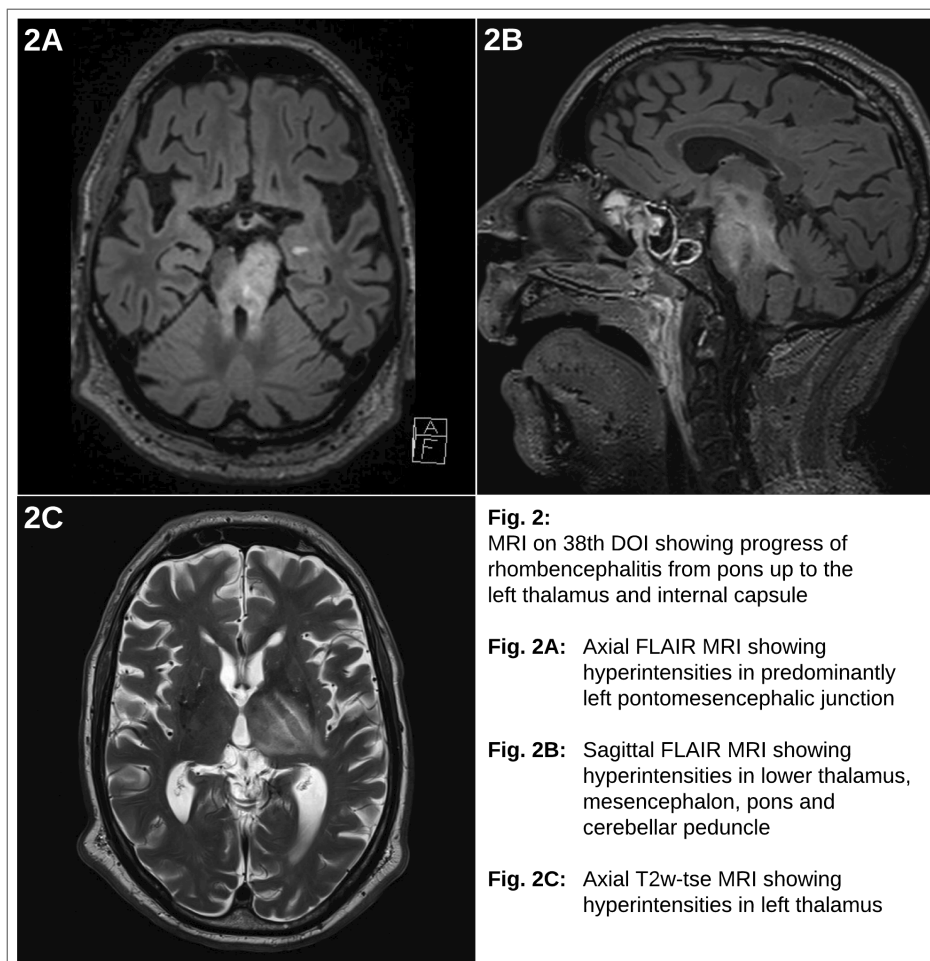 2A
2B
A
F
2C
Fig. 2:
MRI on 38th DOI showing progress of
rhombencephalitis from pons up to the
left thalamus and internal capsule
Fig. 2A: Axial FLAIR MRI showing
hyperintensities in predominantly
left pontomesencephalic junction
Fig. 2B: Sagittal FLAIR MRI showing
hyperintensities in lower thalamus,
mesencephalon, pons and
cerebellar peduncle
Fig. 2C: Axial T2w-tse MRI showing
hyperintensities in left thalamus